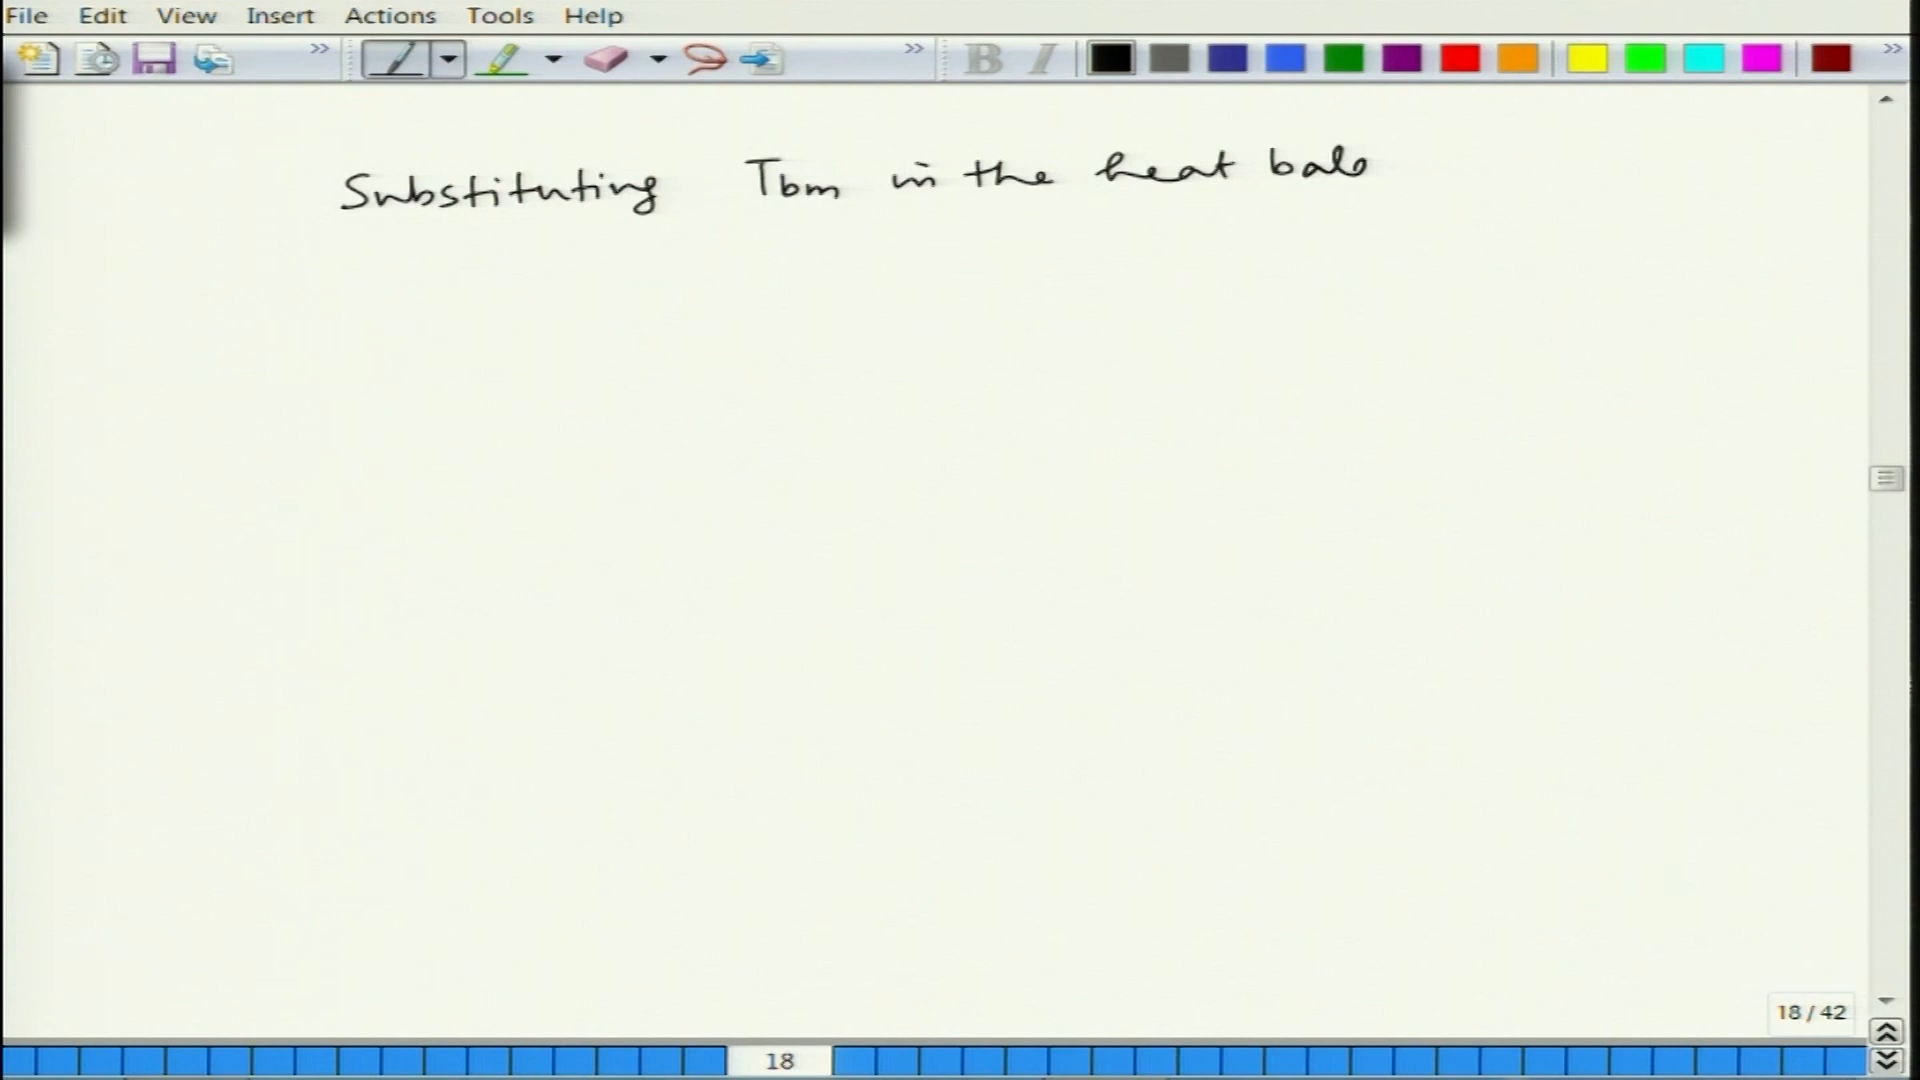 File Edit View Insert Actions Tools Help
B I
Substituting Tbm in the heat bala
18 / 42
18